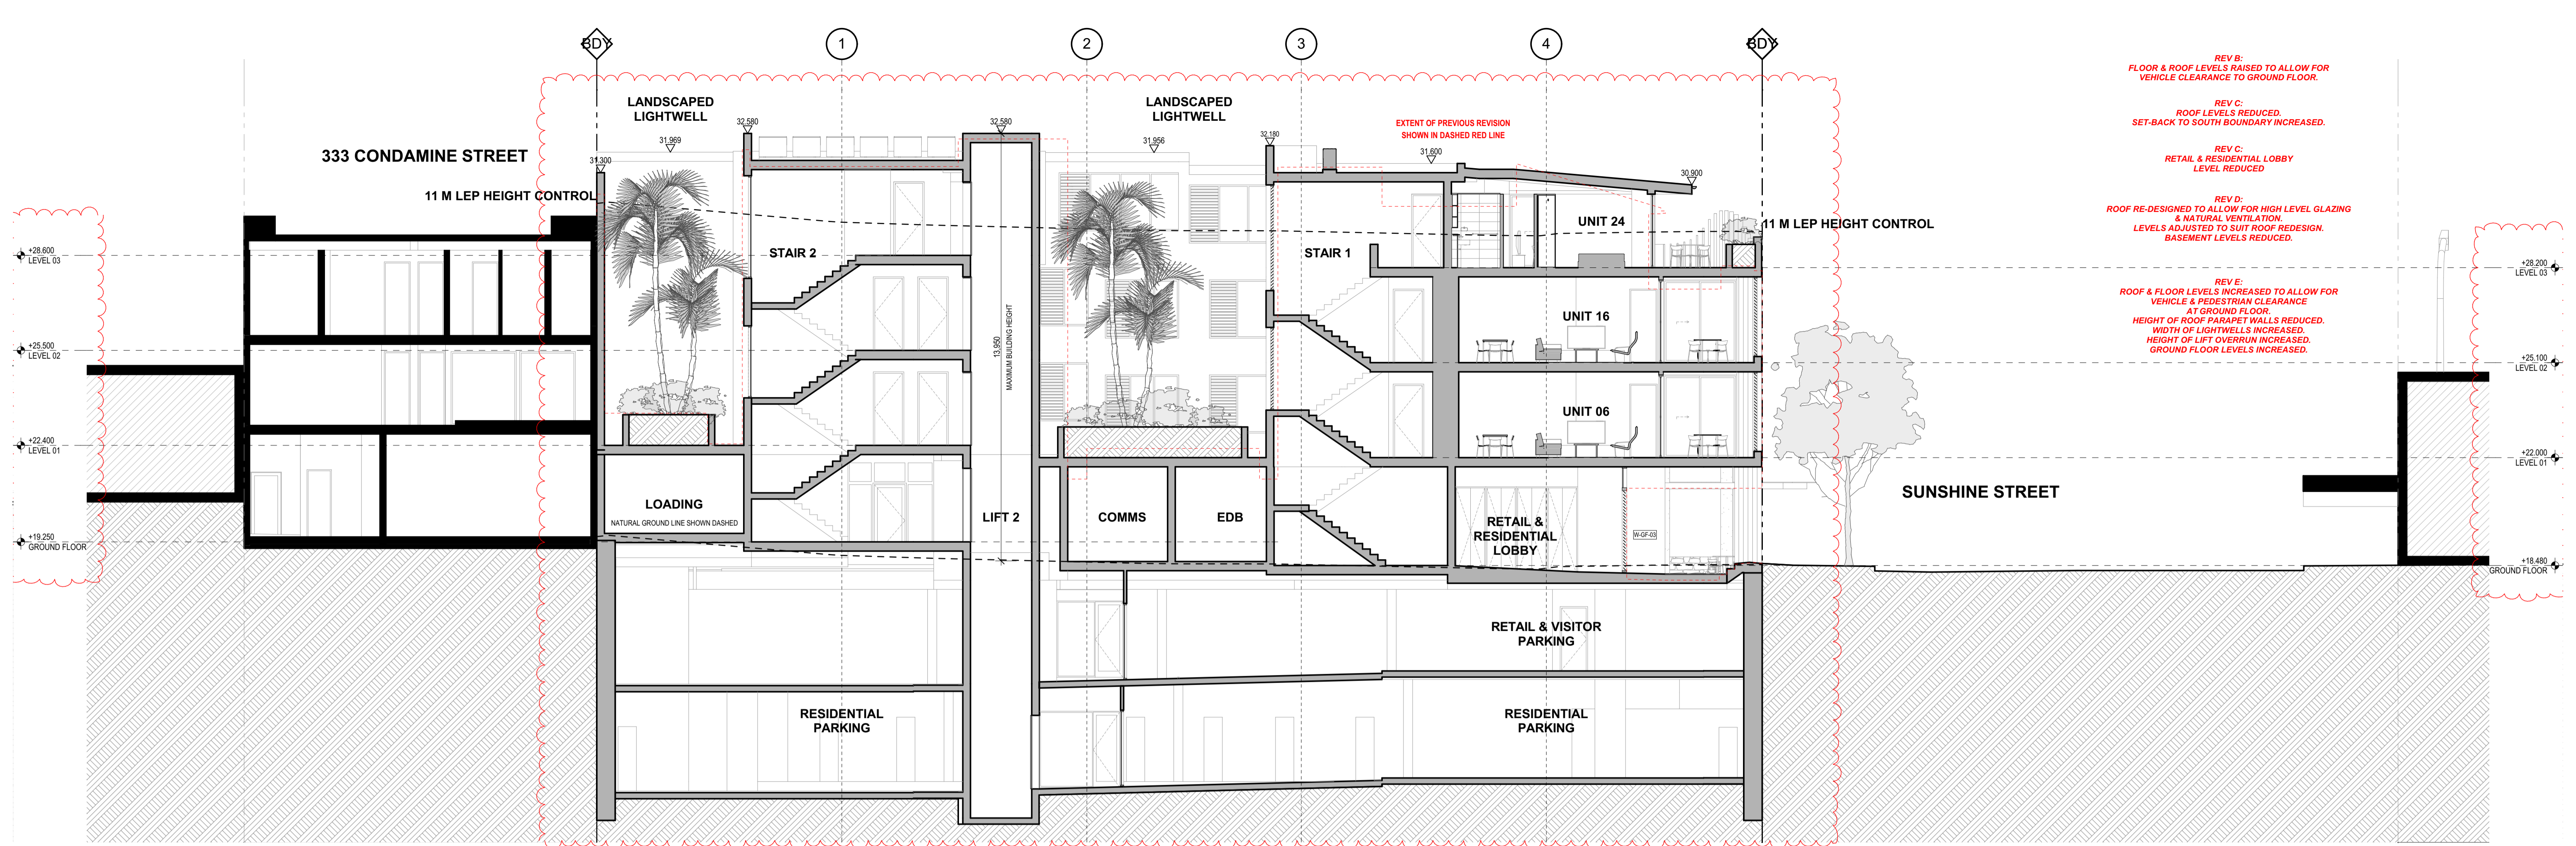 BDY
1
2
3
4
BDY
REV B:
FLOOR & ROOF LEVELS RAISED TO ALLOW FOR
VEHICLE CLEARANCE TO GROUND FLOOR.
REV C:
ROOF LEVELS REDUCED.
SET-BACK TO SOUTH BOUNDARY INCREASED.
REV C:
RETAIL & RESIDENTIAL LOBBY
LEVEL REDUCED
REV D:
ROOF RE-DESIGNED TO ALLOW FOR HIGH LEVEL GLAZING
& NATURAL VENTILATION.
LEVELS ADJUSTED TO SUIT ROOF REDESIGN.
BASEMENT LEVELS REDUCED.
REV E:
ROOF & FLOOR LEVELS INCREASED TO ALLOW FOR
VEHICLE & PEDESTRIAN CLEARANCE
AT GROUND FLOOR.
HEIGHT OF ROOF PARAPET WALLS REDUCED.
WIDTH OF LIGHTWELLS INCREASED.
HEIGHT OF LIFT OVERRUN INCREASED.
GROUND FLOOR LEVELS INCREASED.
LANDSCAPED
LIGHTWELL
LANDSCAPED
LIGHTWELL
EXTENT OF PREVIOUS REVISION
SHOWN IN DASHED RED LINE
32.580
32.580
32.180
31.969
31.956
31.600
31.300
30.900
333 CONDAMINE STREET
11 M LEP HEIGHT CONTROL
11 M LEP HEIGHT CONTROL
UNIT 24
STAIR 2
STAIR 1
+28.600
LEVEL 03
+28.200
LEVEL 03
UNIT 16
13,950
MAXIMUM BUILDING HEIGHT
+25.500
LEVEL 02
+25.100
LEVEL 02
UNIT 06
+22.400
LEVEL 01
+22.000
LEVEL 01
SUNSHINE STREET
LOADING
NATURAL GROUND LINE SHOWN DASHED
LIFT 2
COMMS
EDB
RETAIL &
RESIDENTIAL
LOBBY
W-GF-03
+19.250
GROUND FLOOR
+18.480
GROUND FLOOR
RETAIL & VISITOR
PARKING
RESIDENTIAL
PARKING
RESIDENTIAL
PARKING